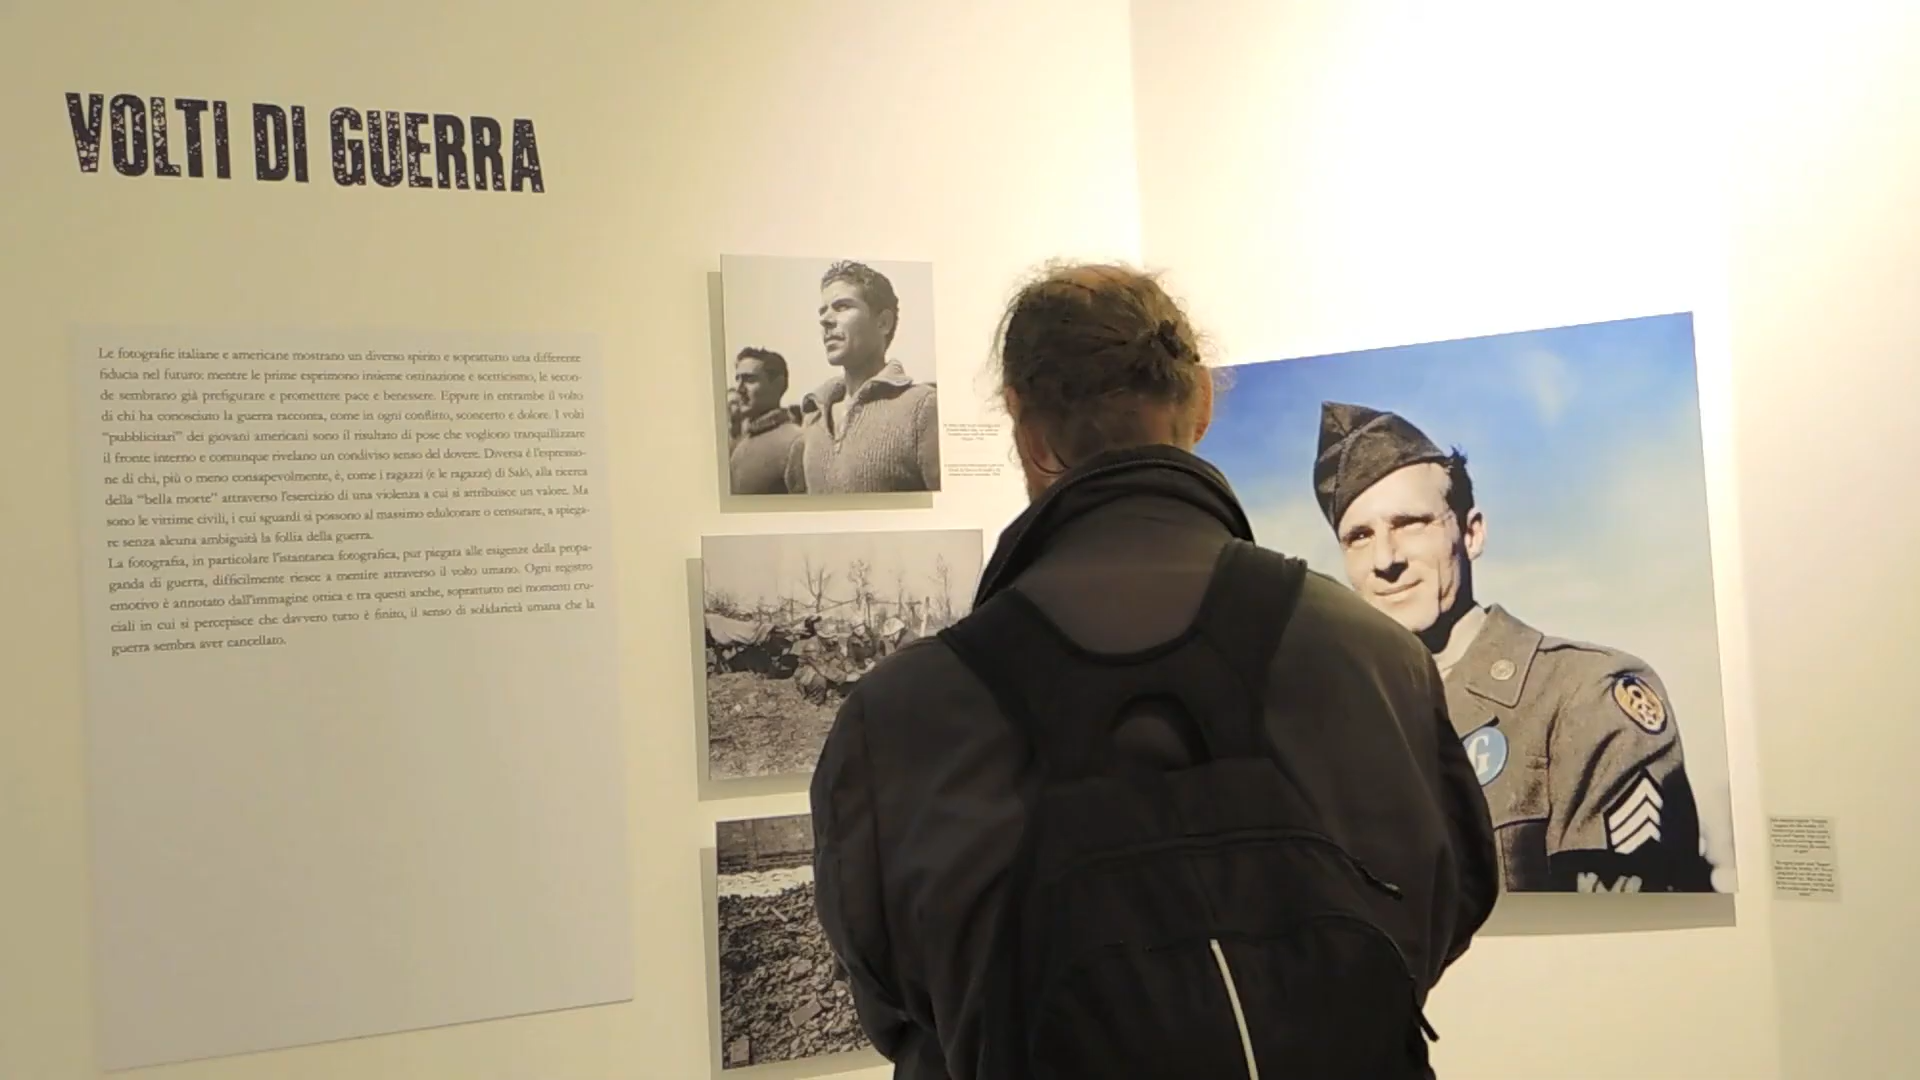 VOLTI DI GUERRA
Le fotografie italiane e americane mostrano un diverso spirito e soprattutto una differente
fiducia nel futuro: mentre le prime esprimono insieme ostinazione e scetticismo, le secon-
de sembrano già prefigurare e promettere pace e benessere. Eppure in entrambe il volto
di chi ha conosciuto la guerra racconta, come in ogni conflitto, sconcerto e dolore. I volti
"pubblicitari" dei giovani americani sono il risultato di pose che vogliono tranquillizzare
il fronte interno e comunque rivelano un condiviso senso del dovere. Diversa è l'espressio-
ne di chi, più o meno consapevolmente, è, come i ragazzi (e le ragazze) di Salò, alla ricerca
della "bella morte" attraverso l'esercizio di una violenza a cui si attribuisce un valore. Ma
sono le vittime civili, i cui sguardi si possono al massimo edulcorare o censurare, a spiega-
re senza alcuna ambiguità la follia della guerra.
La fotografia, in particolare l'istantanea fotografica, pur piegata alle esigenze della propa-
ganda di guerra, difficilmente riesce a mentire attraverso il volto umano. Ogni registro
emotivo è annotato dall'immagine ottica e tra questi anche, soprattutto nei momenti cru-
ciali in cui si percepisce che davvero tutto è finito, il senso di solidarietà umana che la
guerra sembra aver cancellato.
G
8